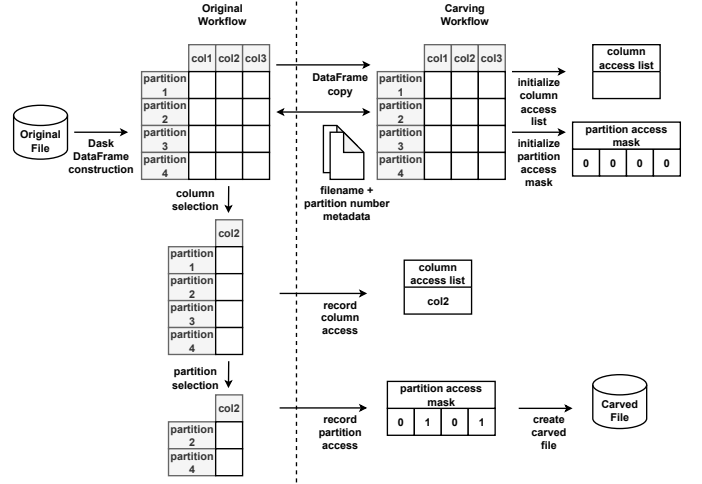 Original
Workflow
Carving
Workflow
col1 col2 col3
partition
1
partition
2
partition
3
partition
4
Original
File
Dask
DataFrame
construction
DataFrame
copy
filename +
partition number
metadata
col1 col2 col3
partition
1
partition
2
partition
3
partition
4
initialize
column
access
list
column
access list
initialize
partition
access
mask
partition access
mask
0 0 0 0
column
selection
col2
partition
1
partition
2
partition
3
partition
4
record
column
access
column
access list
col2
partition
selection
col2
partition
2
partition
4
record
partition
access
partition access
mask
0 1 0 1
create
carved
file
Carved
File